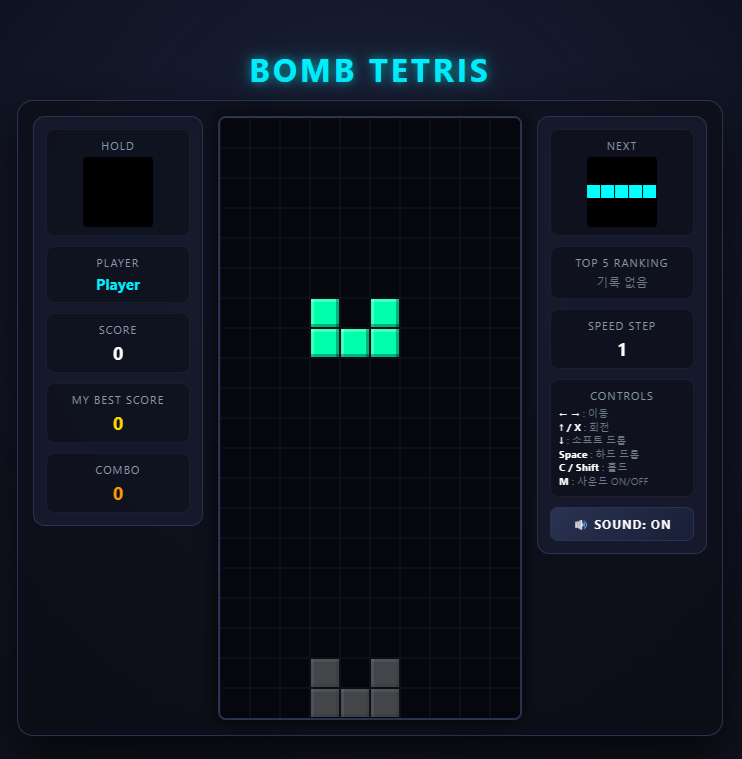 BOMB TETRIS
HOLD
PLAYER
Player
SCORE
0
MY BEST SCORE
0
COMBO
0
NEXT
TOP 5 RANKING
기록 없음
SPEED STEP
1
CONTROLS
← → : 이동
↑ / X : 회전
↓ : 소프트 드롭
Space : 하드 드롭
C / Shift : 홀드
M : 사운드 ON/OFF
🔊 SOUND: ON